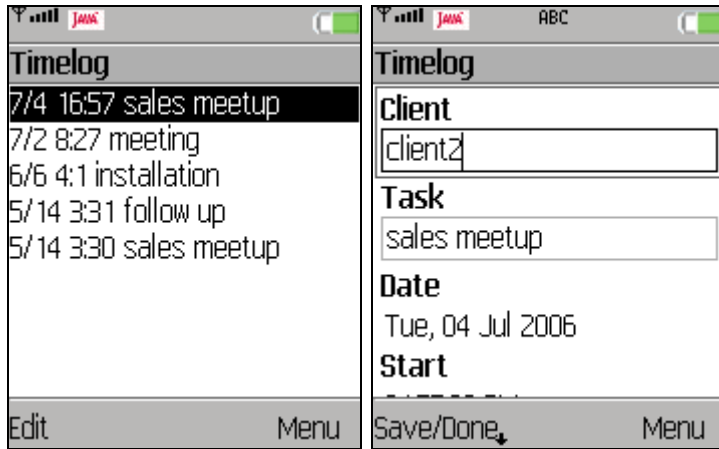 JAVA
Timelog
7/4 16:57 sales meetup
7/2 8:27 meeting
6/6 4:1 installation
5/14 3:31 follow up
5/14 3:30 sales meetup
Edit Menu
JAVA ABC
Timelog
Client
client2
Task
sales meetup
Date
Tue, 04 Jul 2006
Start
Save/Done Menu